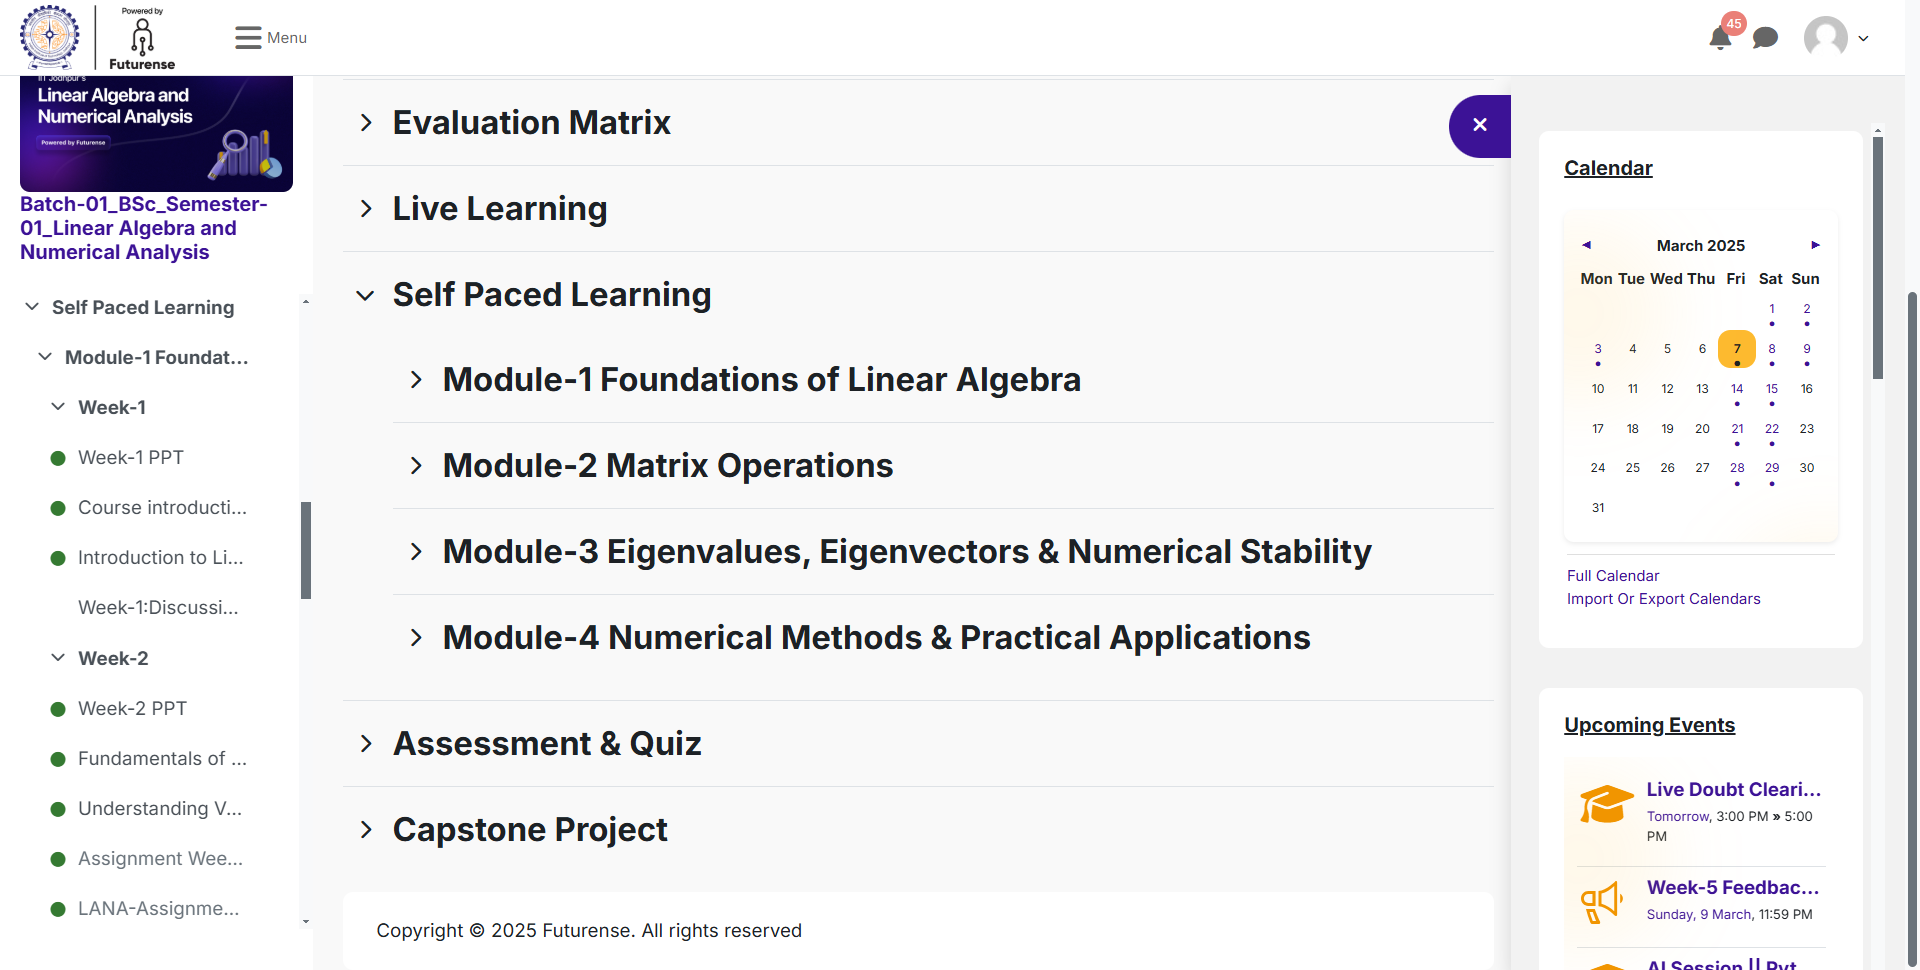 Powered by
Futurense
Menu
45
IIT Jodhpur's
Linear Algebra and
Numerical Analysis
Powered by Futurense
Batch-01_BSc_Semester-
01_Linear Algebra and
Numerical Analysis
Self Paced Learning
Module-1 Foundat...
Week-1
Week-1 PPT
Course introducti...
Introduction to Li...
Week-1:Discussi...
Week-2
Week-2 PPT
Fundamentals of ...
Understanding V...
Assignment Wee...
LANA-Assignme...
Evaluation Matrix
Live Learning
Self Paced Learning
Module-1 Foundations of Linear Algebra
Module-2 Matrix Operations
Module-3 Eigenvalues, Eigenvectors & Numerical Stability
Module-4 Numerical Methods & Practical Applications
Assessment & Quiz
Capstone Project
Copyright © 2025 Futurense. All rights reserved
Calendar
◄ March 2025 ►
Mon Tue Wed Thu Fri Sat Sun
1 2
3 4 5 6 7 8 9
10 11 12 13 14 15 16
17 18 19 20 21 22 23
24 25 26 27 28 29 30
31
Full Calendar
Import Or Export Calendars
Upcoming Events
Live Doubt Cleari...
Tomorrow, 3:00 PM » 5:00
PM
Week-5 Feedbac...
Sunday, 9 March, 11:59 PM
AI Session || Pyt